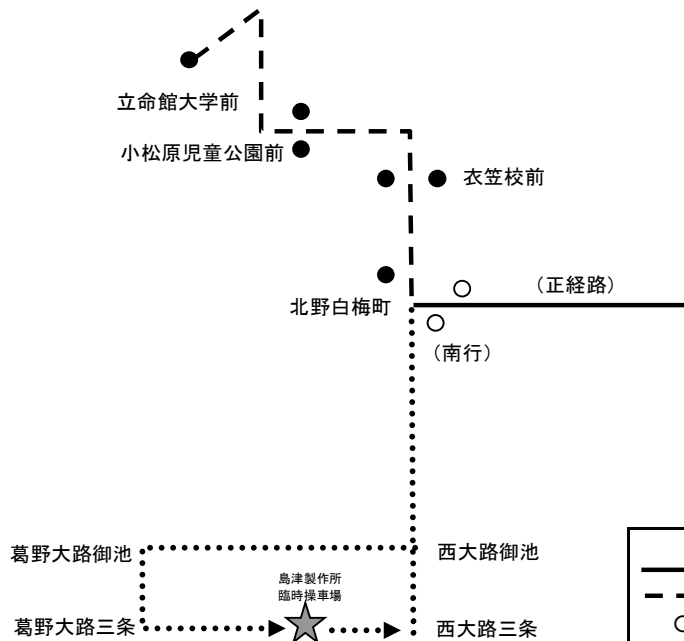 立命館大学前
小松原児童公園前
衣笠校前
(正経路)
北野白梅町
(南行)
葛野大路御池
西大路御池
島津製作所
臨時操車場
葛野大路三条
西大路三条